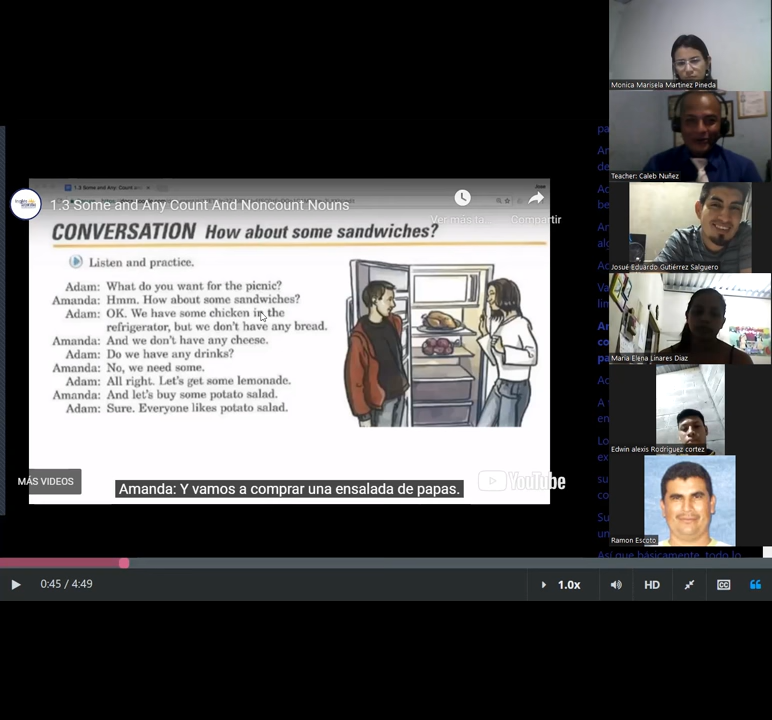 1.3 Some and Any Count And Noncount Nouns
Ver más ta...
Compartir
CONVERSATION How about some sandwiches?
Listen and practice.
Adam: What do you want for the picnic?
Amanda: Hmm. How about some sandwiches?
Adam: OK. We have some chicken in the
refrigerator, but we don't have any bread.
Amanda: And we don't have any cheese.
Adam: Do we have any drinks?
Amanda: No, we need some.
Adam: All right. Let's get some lemonade.
Amanda: And let's buy some potato salad.
Adam: Sure. Everyone likes potato salad.
MÁS VIDEOS
Amanda: Y vamos a comprar una ensalada de papas.
YouTube
0:45 / 4:49
1.0x
HD
CC
Monica Marisela Martinez Pineda
Teacher: Caleb Nuñez
Josué Eduardo Gutiérrez Salguero
Maria Elena Linares Diaz
Edwin alexis Rodriguez cortez
Ramon Escoto
Así que básicamente, todo lo